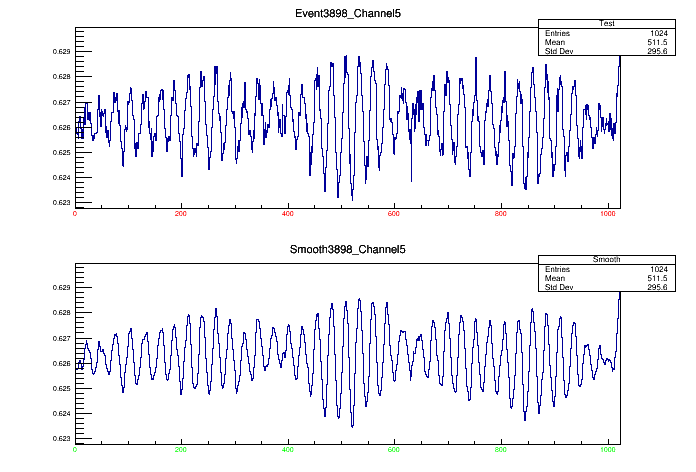 Event3898_Channel5
Test
Entries 1024
Mean 511.5
Std Dev 295.6
0.629
0.628
0.627
0.626
0.625
0.624
0.623
0 200 400 600 800 1000
Smooth3898_Channel5
Smooth
Entries 1024
Mean 511.5
Std Dev 295.6
0.629
0.628
0.627
0.626
0.625
0.624
0.623
0 200 400 600 800 1000